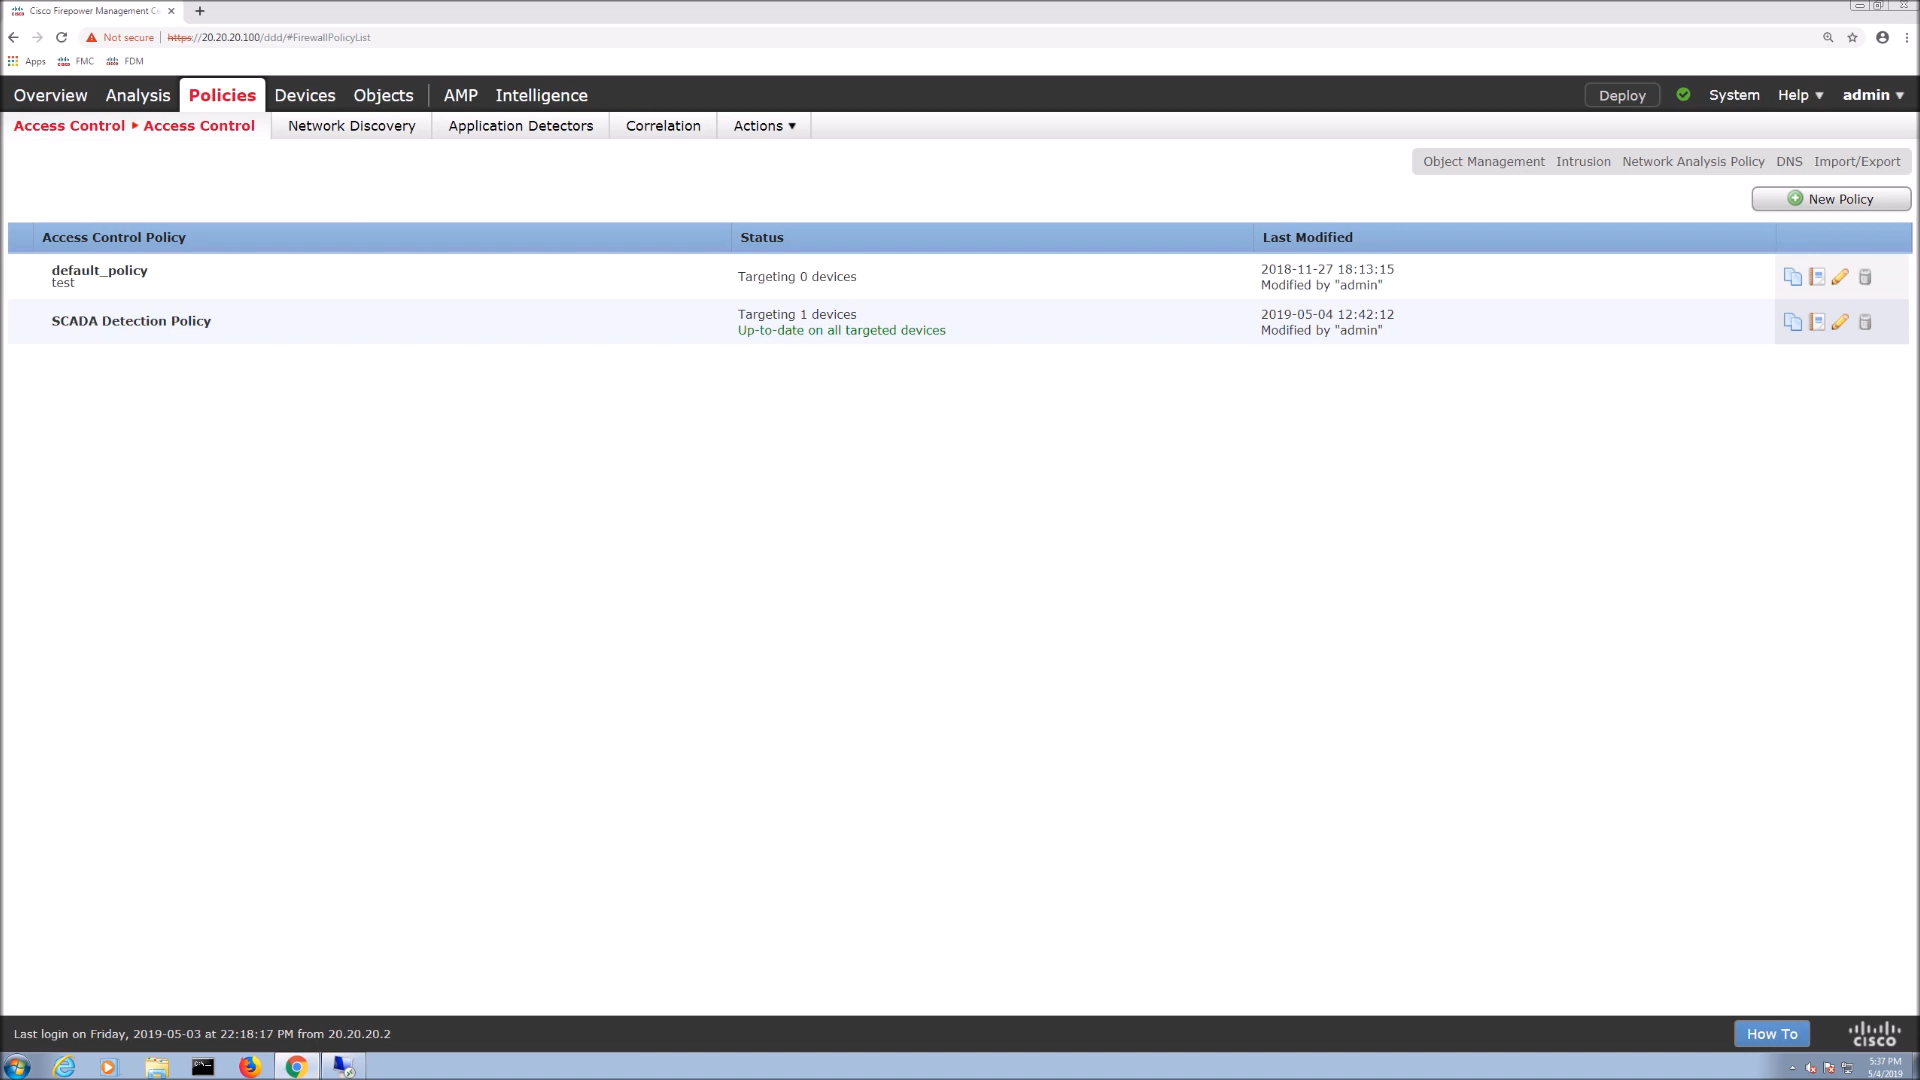 Cisco Firepower Management Ce
Not secure | https://20.20.20.100/ddd/#FirewallPolicyList
Apps FMC FDM
Overview Analysis Policies Devices Objects AMP Intelligence Deploy System Help ▼ admin ▼
Access Control ▸ Access Control Network Discovery Application Detectors Correlation Actions ▼
Object Management Intrusion Network Analysis Policy DNS Import/Export
New Policy
Access Control Policy Status Last Modified
default_policy
test
Targeting 0 devices
2018-11-27 18:13:15
Modified by "admin"
SCADA Detection Policy
Targeting 1 devices
Up-to-date on all targeted devices
2019-05-04 12:42:12
Modified by "admin"
Last login on Friday, 2019-05-03 at 22:18:17 PM from 20.20.20.2
How To
CISCO
5:37 PM
5/4/2019